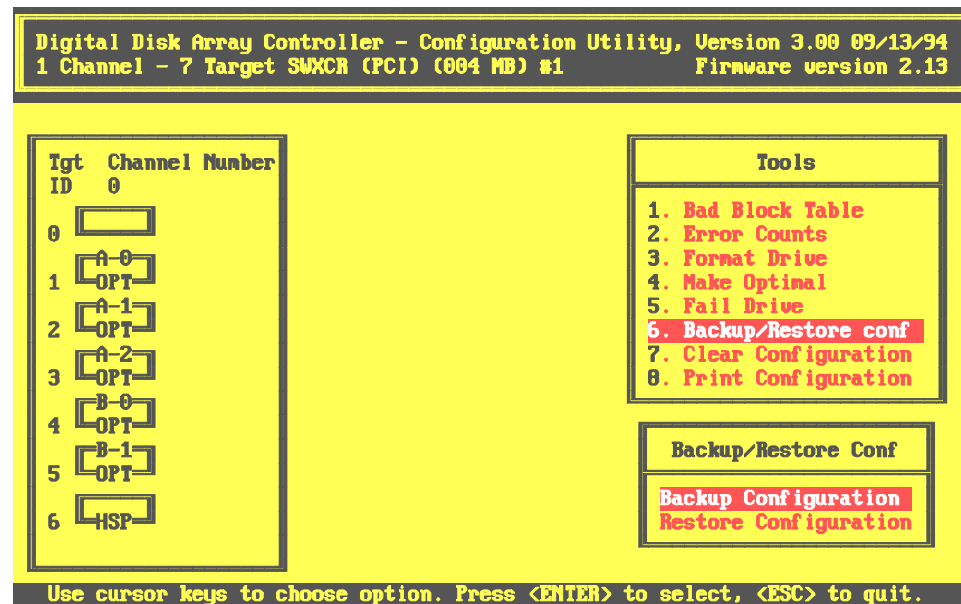 Digital Disk Array Controller - Configuration Utility, Version 3.00 09/13/94
1 Channel - 7 Target SWXCR (PCI) (004 MB) #1 Firmware version 2.13
Tgt Channel Number
ID 0
0
A-0
1 OPT
A-1
2 OPT
A-2
3 OPT
B-0
4 OPT
B-1
5 OPT
6 HSP
Tools
1. Bad Block Table
2. Error Counts
3. Format Drive
4. Make Optimal
5. Fail Drive
6. Backup/Restore conf
7. Clear Configuration
8. Print Configuration
Backup/Restore Conf
Backup Configuration
Restore Configuration
Use cursor keys to choose option. Press <ENTER> to select, <ESC> to quit.